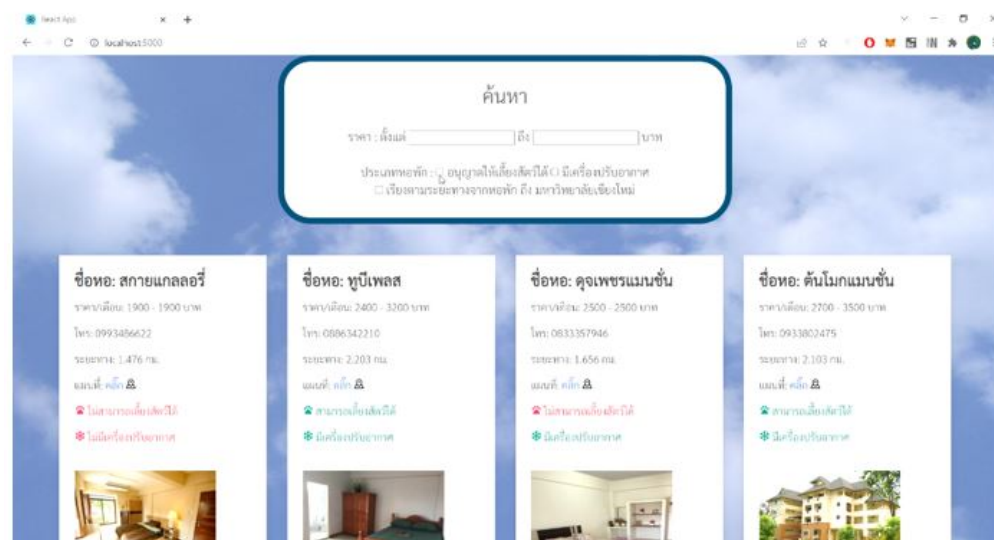 React App
localhost:5000
ค้นหา
ราคา : ตั้งแต่ ถึง บาท
ประเภทหอพัก : อนุญาตให้เลี้ยงสัตว์ได้ มีเครื่องปรับอากาศ
เรียงตามระยะทางจากหอพัก ถึง มหาวิทยาลัยเชียงใหม่
ชื่อหอ: สกายแกลลอรี่
ราคา/เดือน: 1900 - 1900 บาท
โทร: 0993486622
ระยะทาง: 1.476 กม.
แผนที่: คลิ๊ก
ไม่สามารถเลี้ยงสัตว์ได้
ไม่มีเครื่องปรับอากาศ
ชื่อหอ: ทูบีเพลส
ราคา/เดือน: 2400 - 3200 บาท
โทร: 0886342210
ระยะทาง: 2.203 กม.
แผนที่: คลิ๊ก
สามารถเลี้ยงสัตว์ได้
มีเครื่องปรับอากาศ
ชื่อหอ: ดุจเพชรแมนชั่น
ราคา/เดือน: 2500 - 2500 บาท
โทร: 0833357946
ระยะทาง: 1.656 กม.
แผนที่: คลิ๊ก
ไม่สามารถเลี้ยงสัตว์ได้
มีเครื่องปรับอากาศ
ชื่อหอ: ต้นโมกแมนชั่น
ราคา/เดือน: 2700 - 3500 บาท
โทร: 0933802475
ระยะทาง: 2.103 กม.
แผนที่: คลิ๊ก
สามารถเลี้ยงสัตว์ได้
มีเครื่องปรับอากาศ